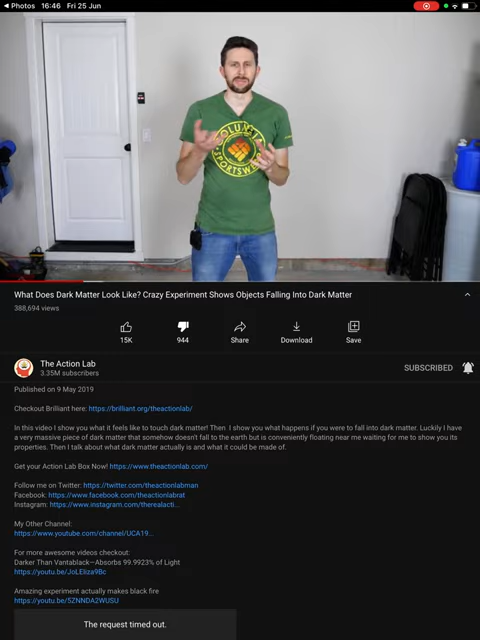 Photos 16:46 Fri 25 Jun
COLUMBIA
SPORTSWEAR
What Does Dark Matter Look Like? Crazy Experiment Shows Objects Falling Into Dark Matter
388,694 views
15K 944 Share Download Save
The Action Lab
3.35M subscribers
SUBSCRIBED
Published on 9 May 2019
Checkout Brilliant here: https://brilliant.org/theactionlab/
In this video I show you what it feels like to touch dark matter! Then I show you what happens if you were to fall into dark matter. Luckily I have
a very massive piece of dark matter that somehow doesn't fall to the earth but is conveniently floating near me waiting for me to show you its
properties. Then I talk about what dark matter actually is and what it could be made of.
Get your Action Lab Box Now! https://www.theactionlab.com/
Follow me on Twitter: https://twitter.com/theactionlabman
Facebook: https://www.facebook.com/theactionlabrat
Instagram: https://www.instagram.com/therealacti...
My Other Channel:
https://www.youtube.com/channel/UCA19...
For more awesome videos checkout:
Darker Than Vantablack—Absorbs 99.9923% of Light
https://youtu.be/JoLEIiza9Bc
Amazing experiment actually makes black fire
https://youtu.be/5ZNNDA2WUSU
The request timed out.